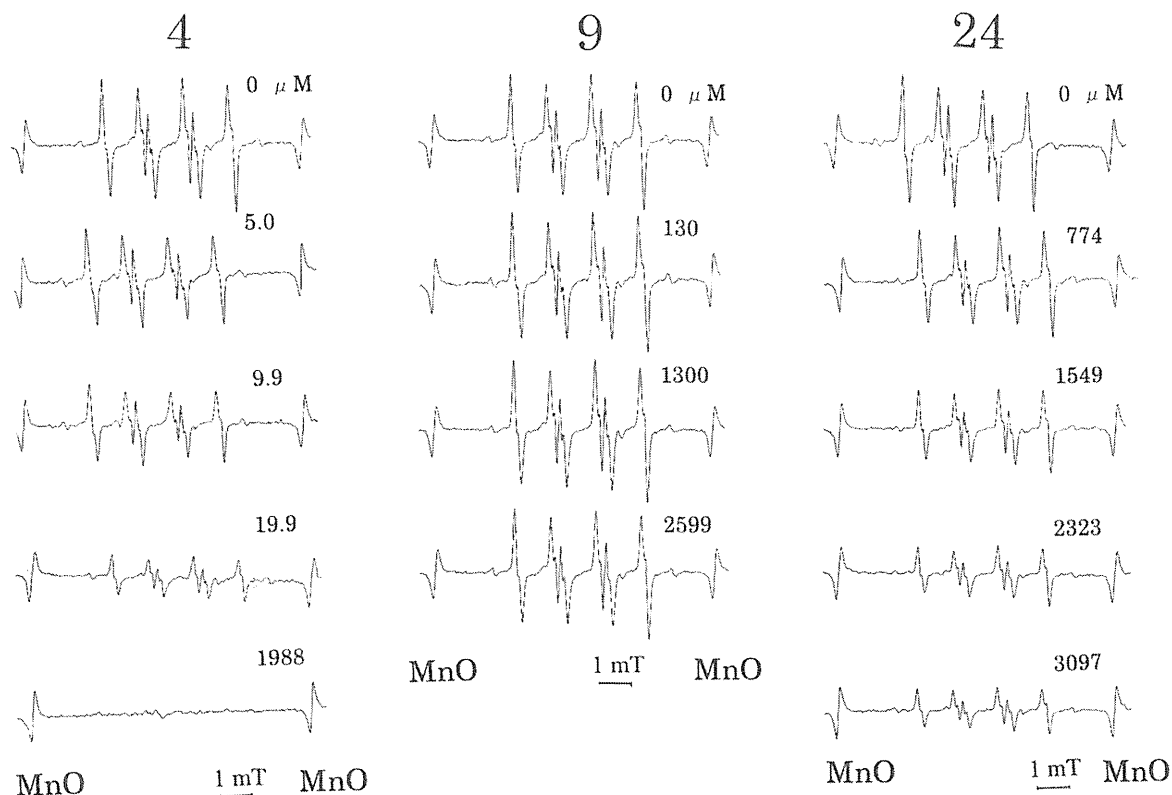 4 9 24
0 μM 0 μM 0 μM
5.0 130 774
9.9 1300 1549
19.9 2599 2323
MnO 1 mT MnO
1988 3097
MnO 1 mT MnO MnO 1 mT MnO